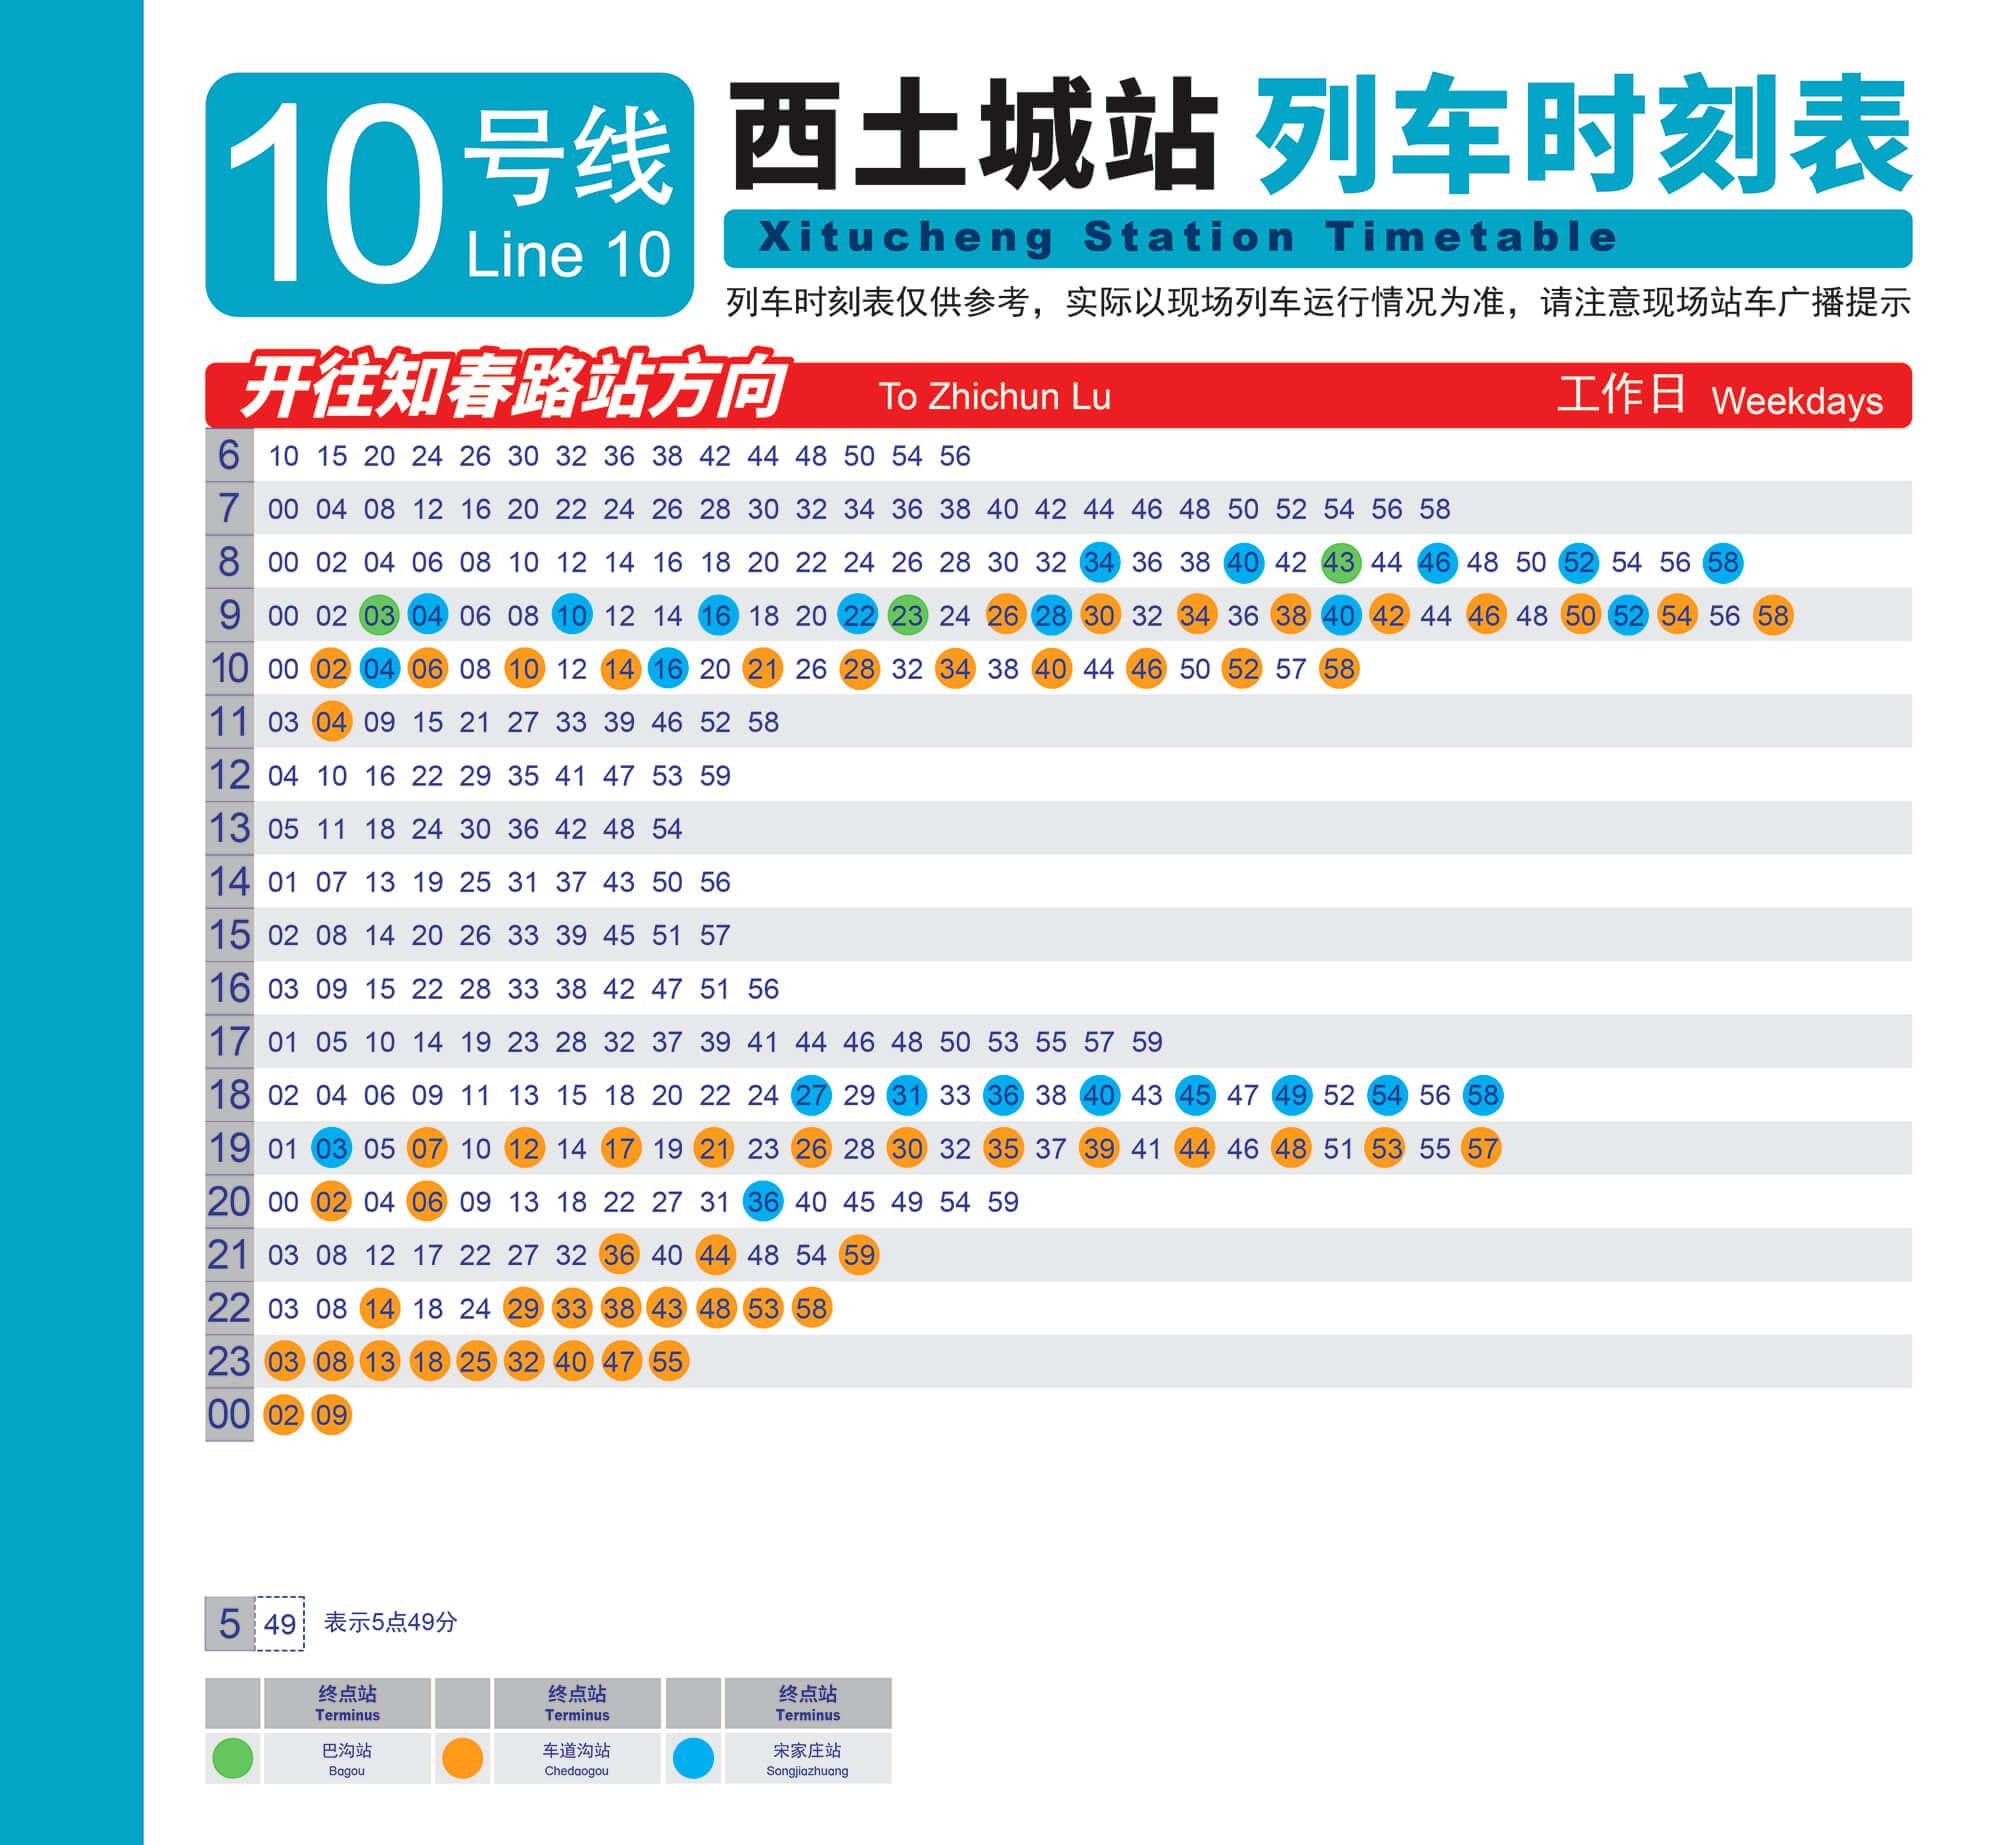 10 号线
Line 10
西土城站 列车时刻表
Xitucheng Station Timetable
列车时刻表仅供参考，实际以现场列车运行情况为准，请注意现场站车广播提示
开往知春路站方向 To Zhichun Lu 工作日 Weekdays
6 10 15 20 24 26 30 32 36 38 42 44 48 50 54 56
7 00 04 08 12 16 20 22 24 26 28 30 32 34 36 38 40 42 44 46 48 50 52 54 56 58
8 00 02 04 06 08 10 12 14 16 18 20 22 24 26 28 30 32 34 36 38 40 42 43 44 46 48 50 52 54 56 58
9 00 02 03 04 06 08 10 12 14 16 18 20 22 23 24 26 28 30 32 34 36 38 40 42 44 46 48 50 52 54 56 58
10 00 02 04 06 08 10 12 14 16 20 21 26 28 32 34 38 40 44 46 50 52 57 58
11 03 04 09 15 21 27 33 39 46 52 58
12 04 10 16 22 29 35 41 47 53 59
13 05 11 18 24 30 36 42 48 54
14 01 07 13 19 25 31 37 43 50 56
15 02 08 14 20 26 33 39 45 51 57
16 03 09 15 22 28 33 38 42 47 51 56
17 01 05 10 14 19 23 28 32 37 39 41 44 46 48 50 53 55 57 59
18 02 04 06 09 11 13 15 18 20 22 24 27 29 31 33 36 38 40 43 45 47 49 52 54 56 58
19 01 03 05 07 10 12 14 17 19 21 23 26 28 30 32 35 37 39 41 44 46 48 51 53 55 57
20 00 02 04 06 09 13 18 22 27 31 36 40 45 49 54 59
21 03 08 12 17 22 27 32 36 40 44 48 54 59
22 03 08 14 18 24 29 33 38 43 48 53 58
23 03 08 13 18 25 32 40 47 55
00 02 09
5 49 表示5点49分
终点站 终点站 终点站
Terminus Terminus Terminus
巴沟站 车道沟站 宋家庄站
Bagou Chedaogou Songjiazhuang